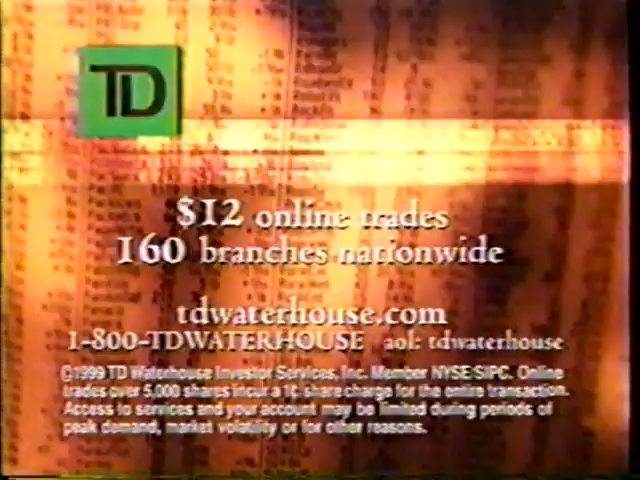 TD
$12 online trades
160 branches nationwide
tdwaterhouse.com
1-800-TDWATERHOUSE aol: tdwaterhouse
©1999 TD Waterhouse Investor Services, Inc. Member NYSE/SIPC. Online
trades over 5,000 shares incur a 1¢ share charge for the entire transaction.
Access to services and your account may be limited during periods of
peak demand, market volatility or for other reasons.